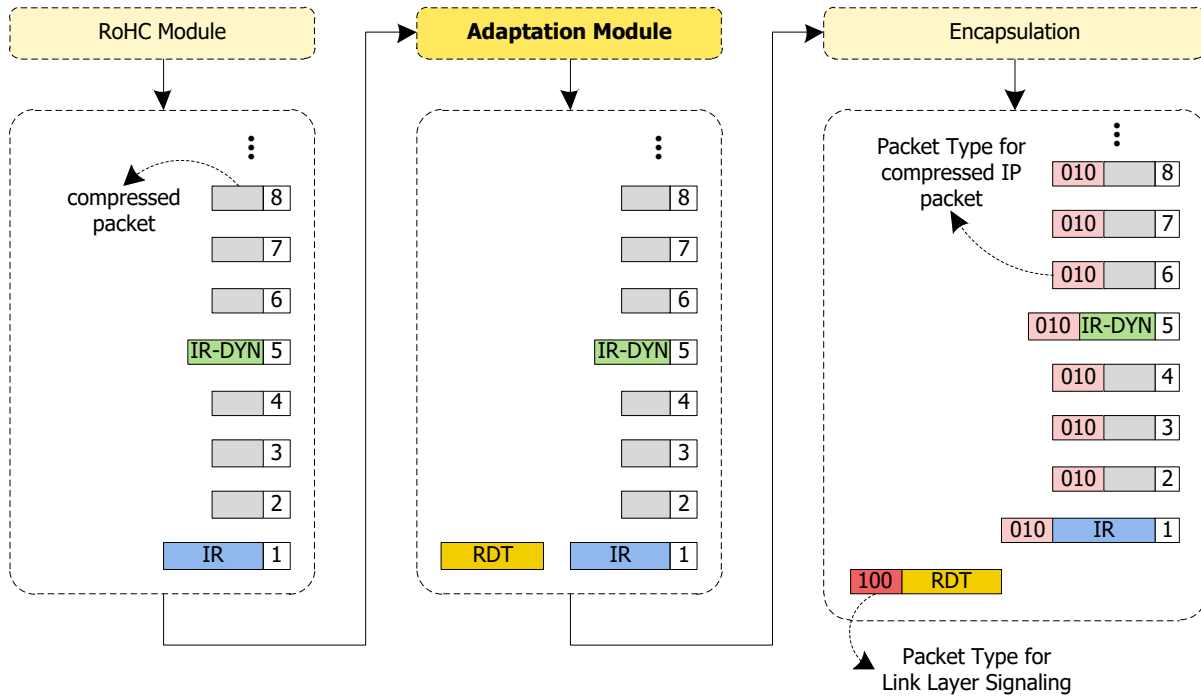 RoHC Module
⋮
compressed
packet
8
7
6
IR-DYN 5
4
3
2
IR 1
Adaptation Module
⋮
8
7
6
IR-DYN 5
4
3
2
RDT IR 1
Encapsulation
⋮
Packet Type for
compressed IP
packet
010 8
010 7
010 6
010 IR-DYN 5
010 4
010 3
010 2
010 IR 1
100 RDT
Packet Type for
Link Layer Signaling